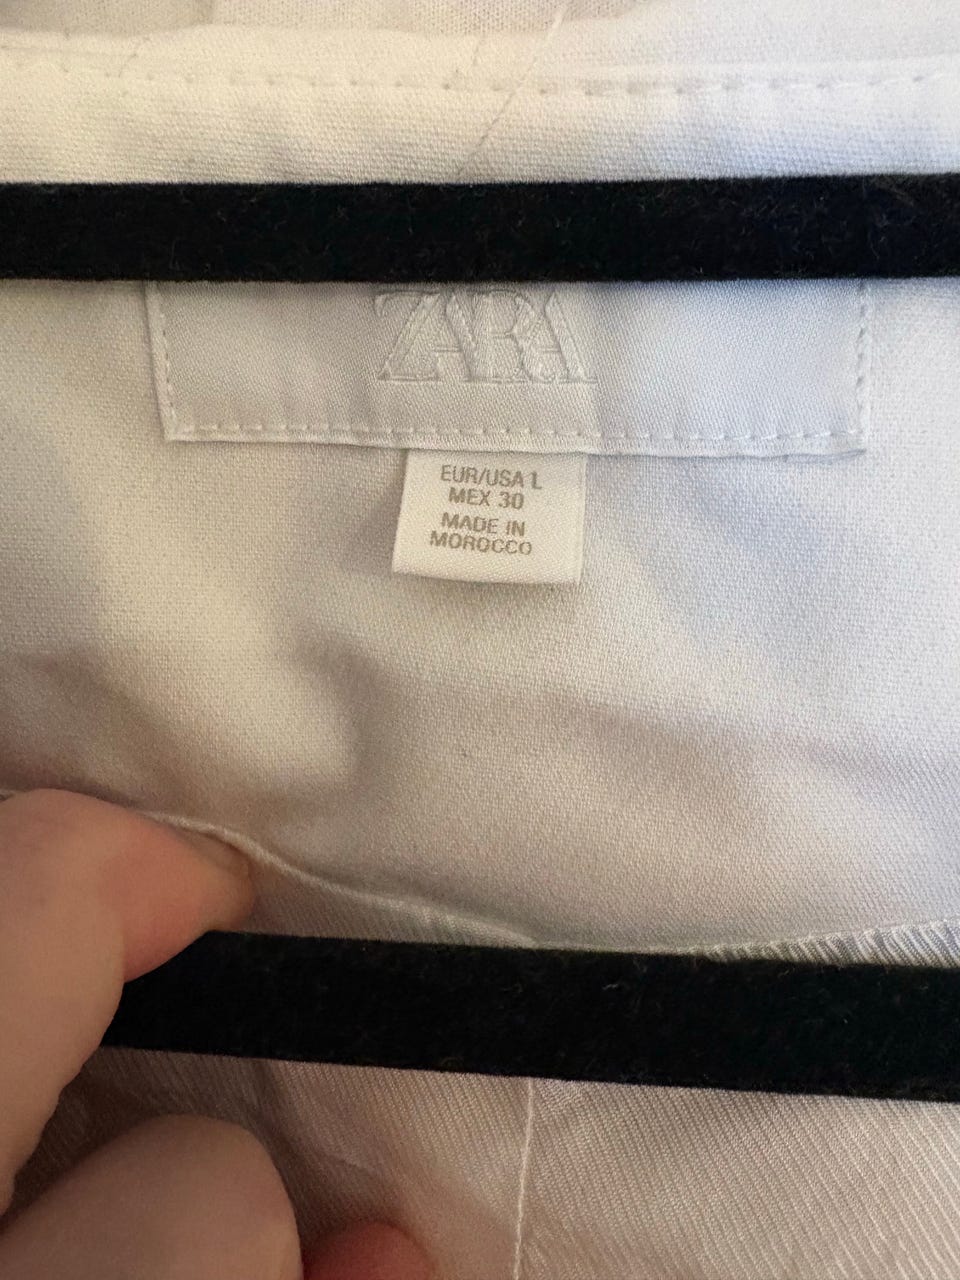 ZARA
EUR/USA L
MEX 30
MADE IN
MOROCCO